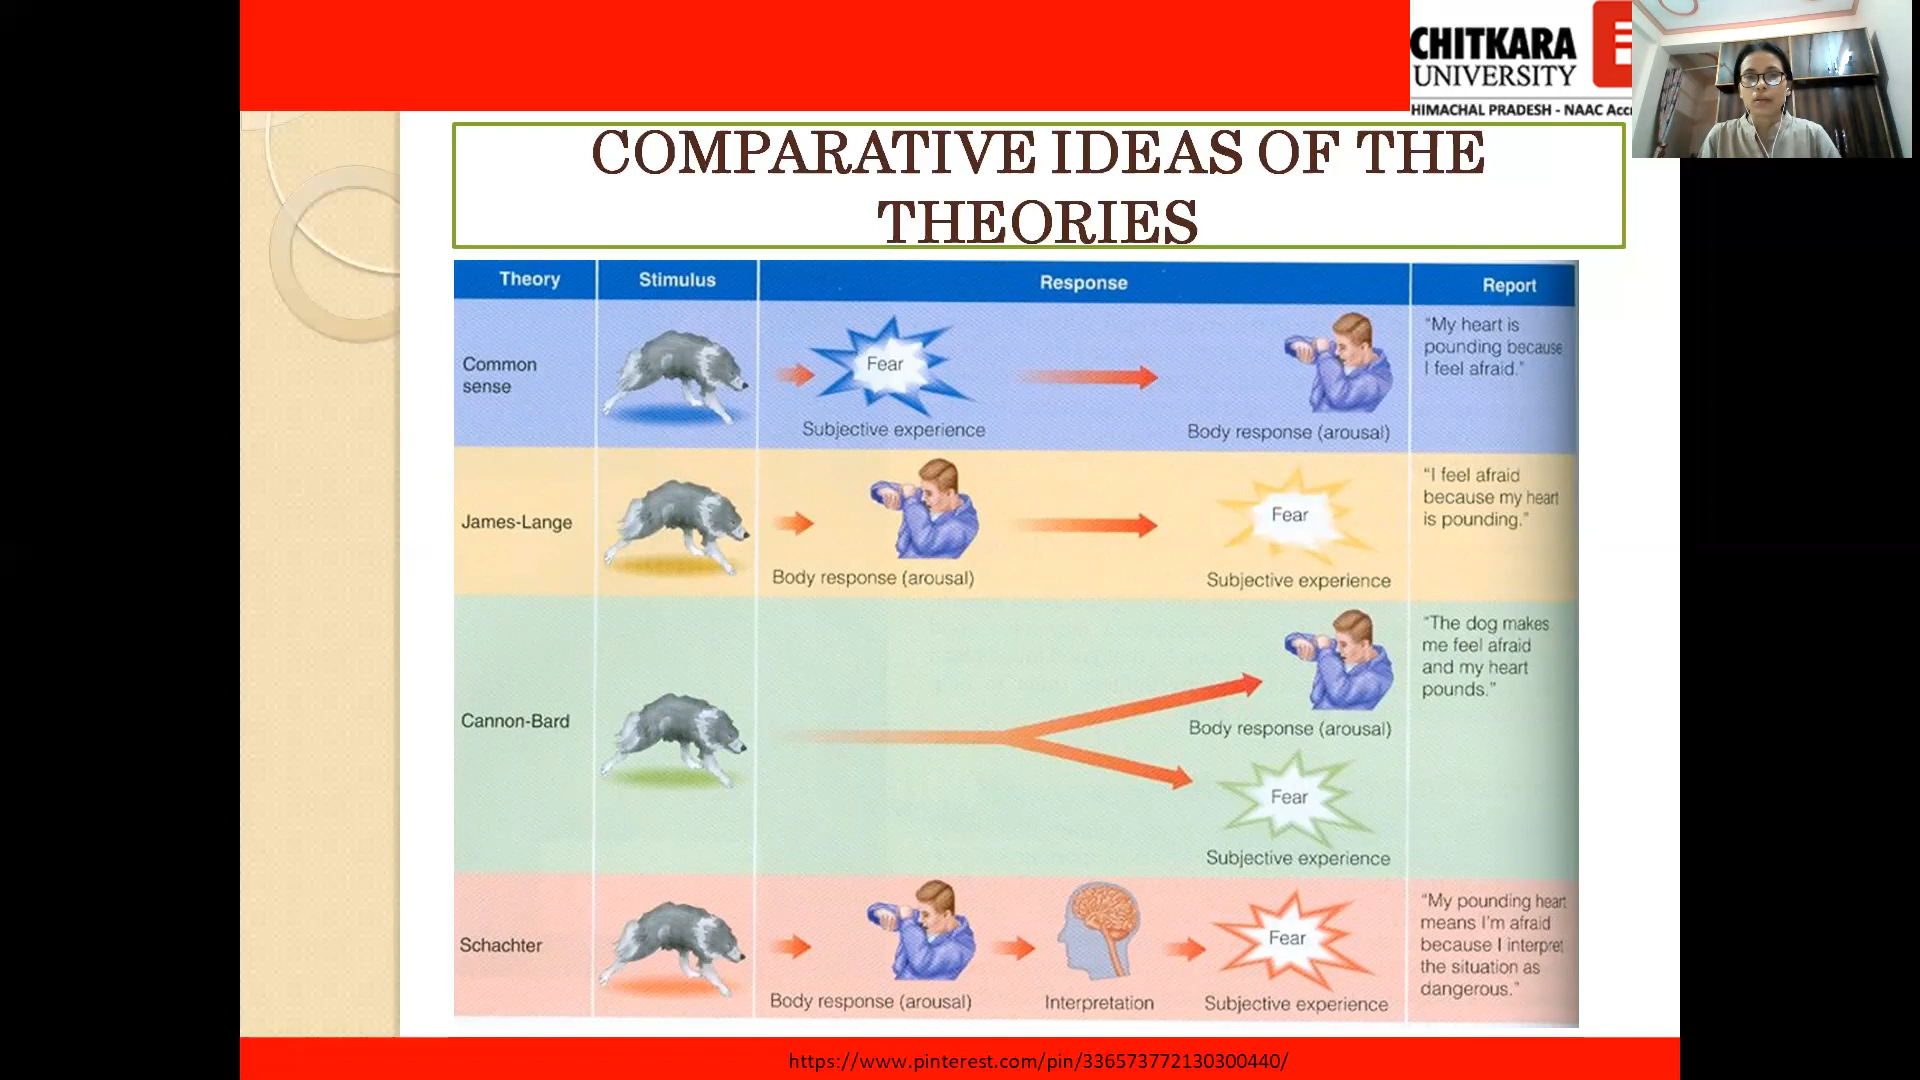 CHITKARA
UNIVERSITY
HIMACHAL PRADESH - NAAC
COMPARATIVE IDEAS OF THE
THEORIES
Theory
Stimulus
Response
Report
Common
sense
Fear
Subjective experience
Body response (arousal)
"My heart is
pounding because
I feel afraid."
James-Lange
Body response (arousal)
Fear
Subjective experience
"I feel afraid
because my heart
is pounding."
Cannon-Bard
Body response (arousal)
Fear
Subjective experience
"The dog makes
me feel afraid
and my heart
pounds."
Schachter
Body response (arousal)
Interpretation
Fear
Subjective experience
"My pounding heart
means I'm afraid
because I interpret
the situation as
dangerous."
https://www.pinterest.com/pin/336573772130300440/